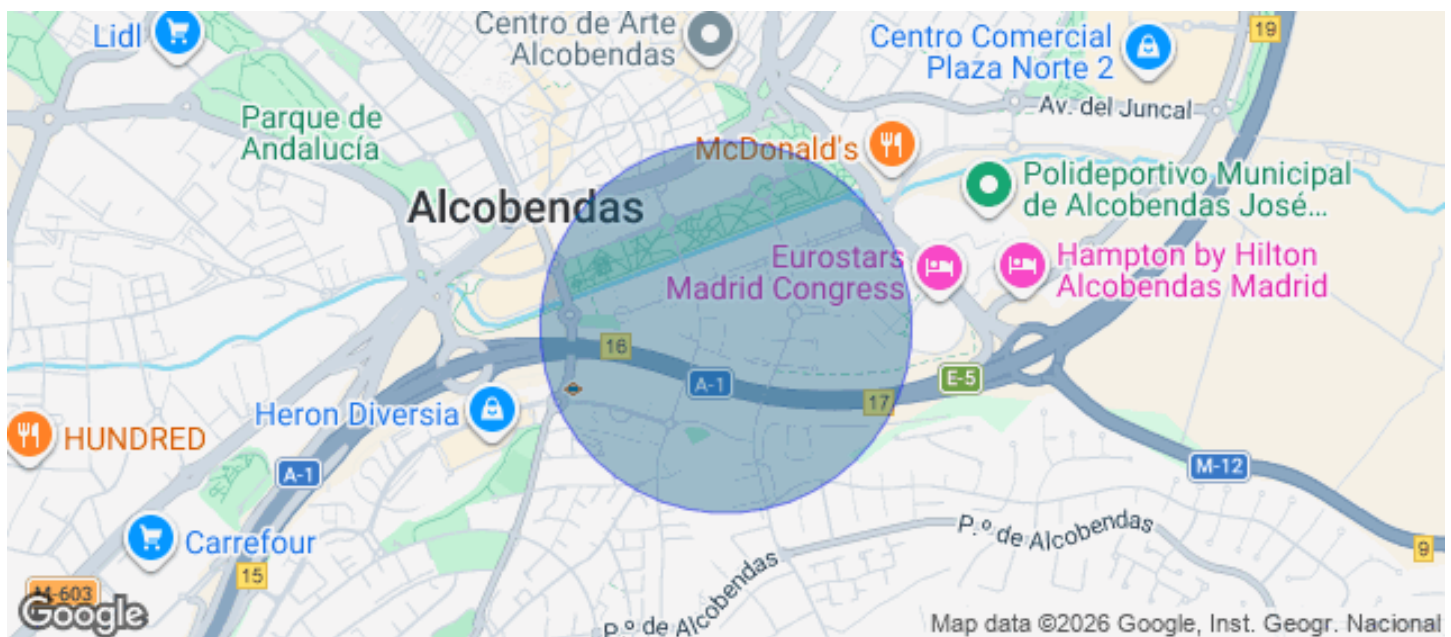 Lidl
Centro de Arte
Alcobendas
Centro Comercial
Plaza Norte 2
19
Av. del Juncal
Parque de
Andalucía
McDonald's
Polideportivo Municipal
de Alcobendas José...
Alcobendas
Eurostars
Madrid Congress
Hampton by Hilton
Alcobendas Madrid
16
A-1
E-5
17
Heron Diversia
HUNDRED
A-1
M-12
Carrefour
P.º de Alcobendas
9
15
M-603
Google
P.º de Alcobendas
Map data ©2026 Google, Inst. Geogr. Nacional